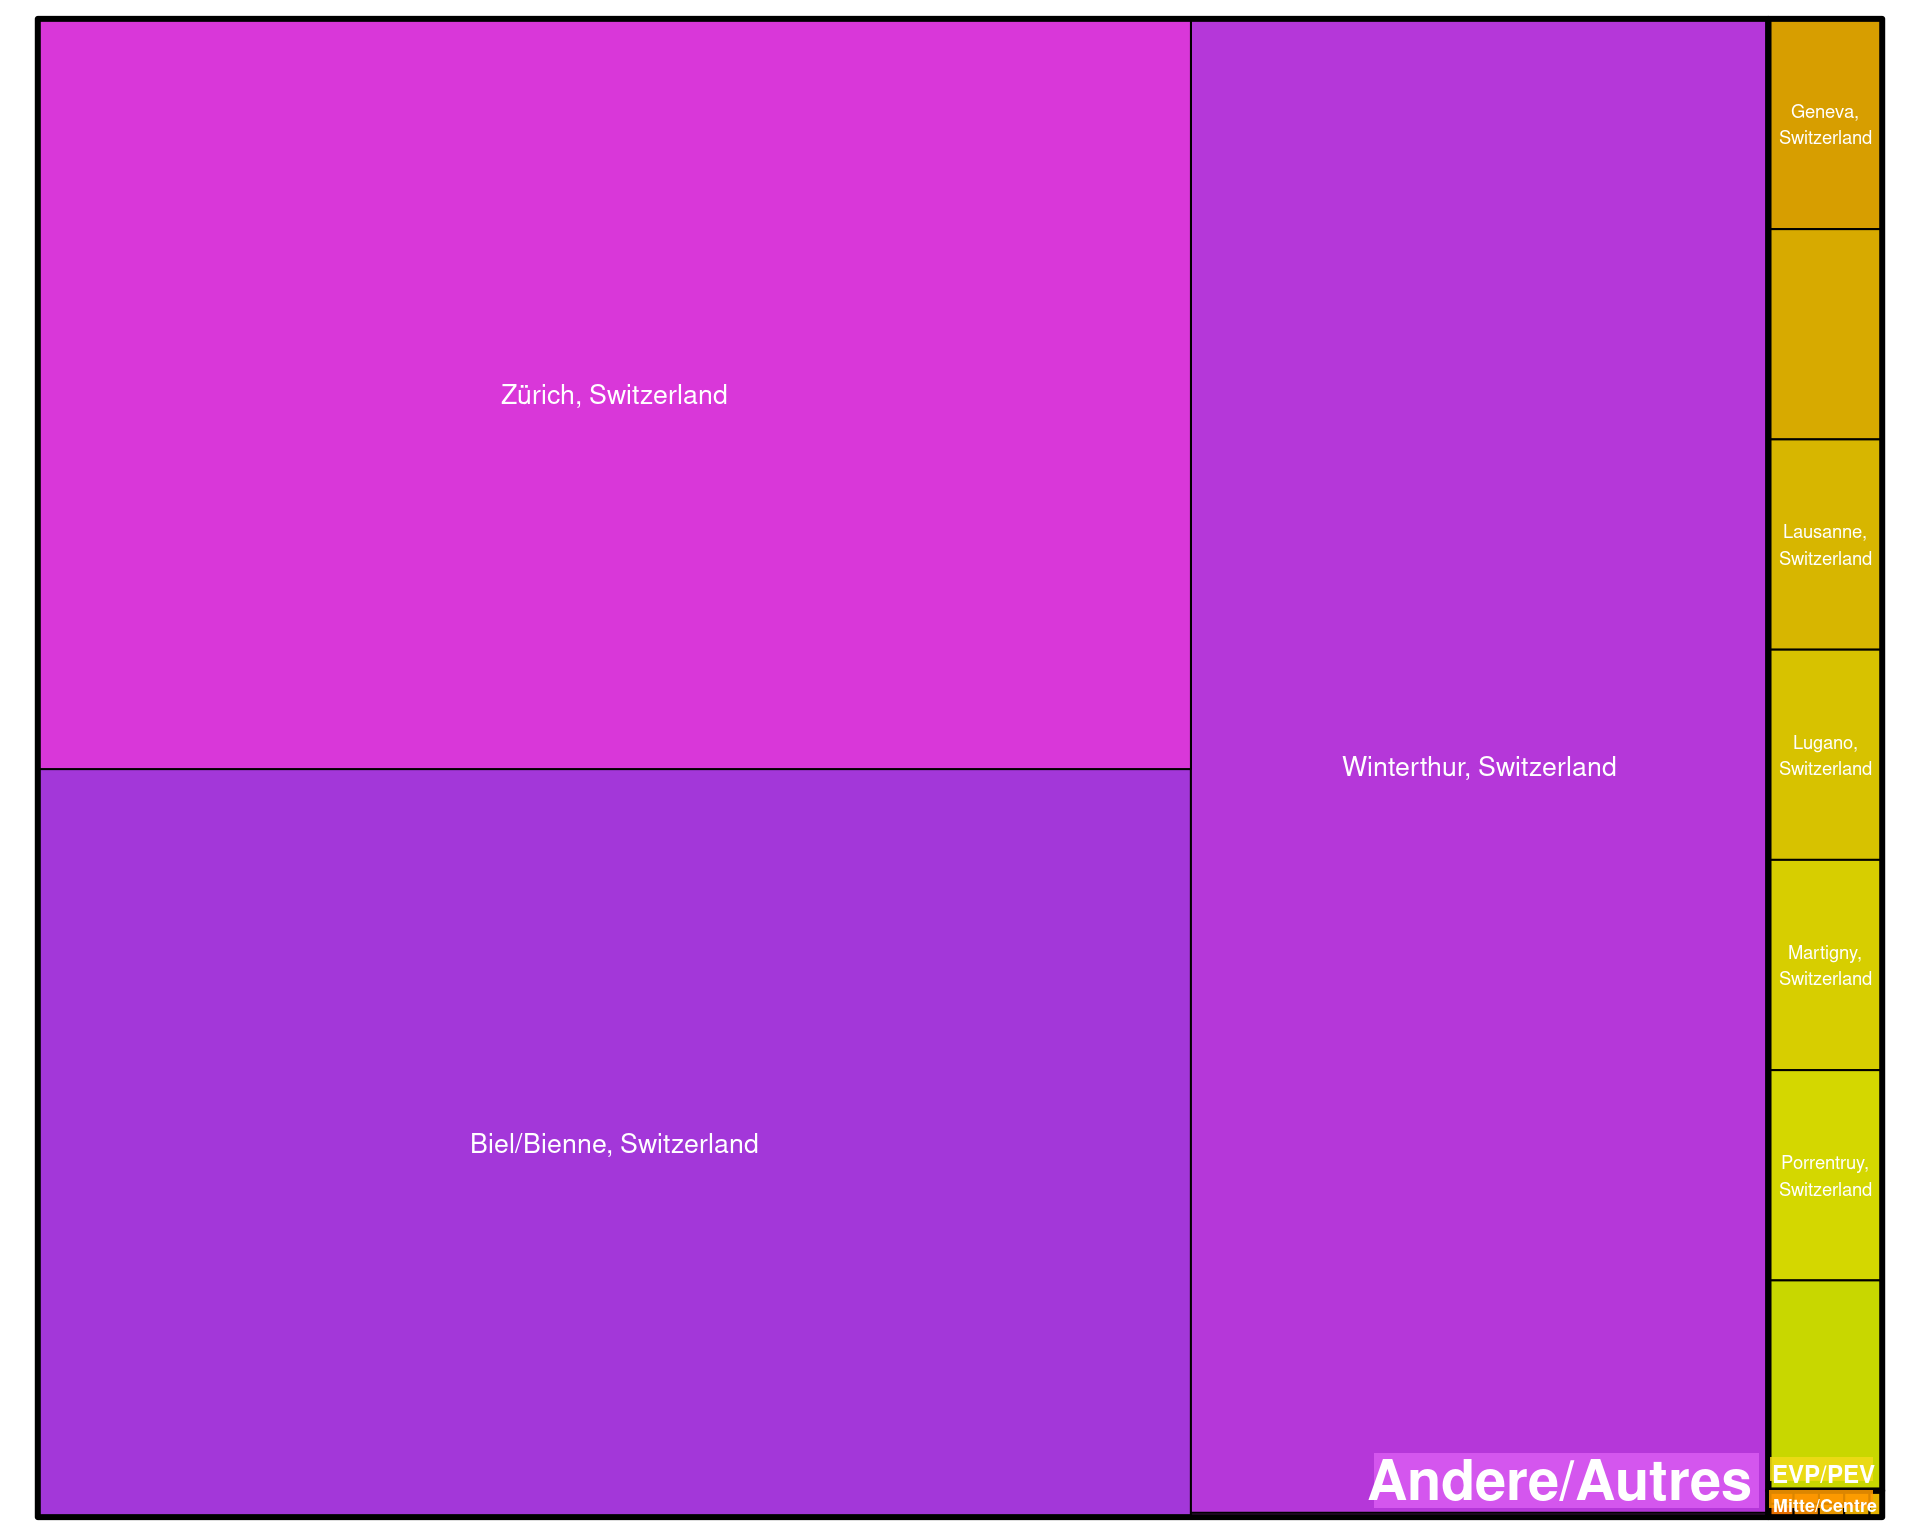 Zürich, Switzerland
Biel/Bienne, Switzerland
Winterthur, Switzerland
Andere/Autres
Geneva,
Switzerland
Lausanne,
Switzerland
Lugano,
Switzerland
Martigny,
Switzerland
Porrentruy,
Switzerland
EVP/PEV
Mitte/Centre